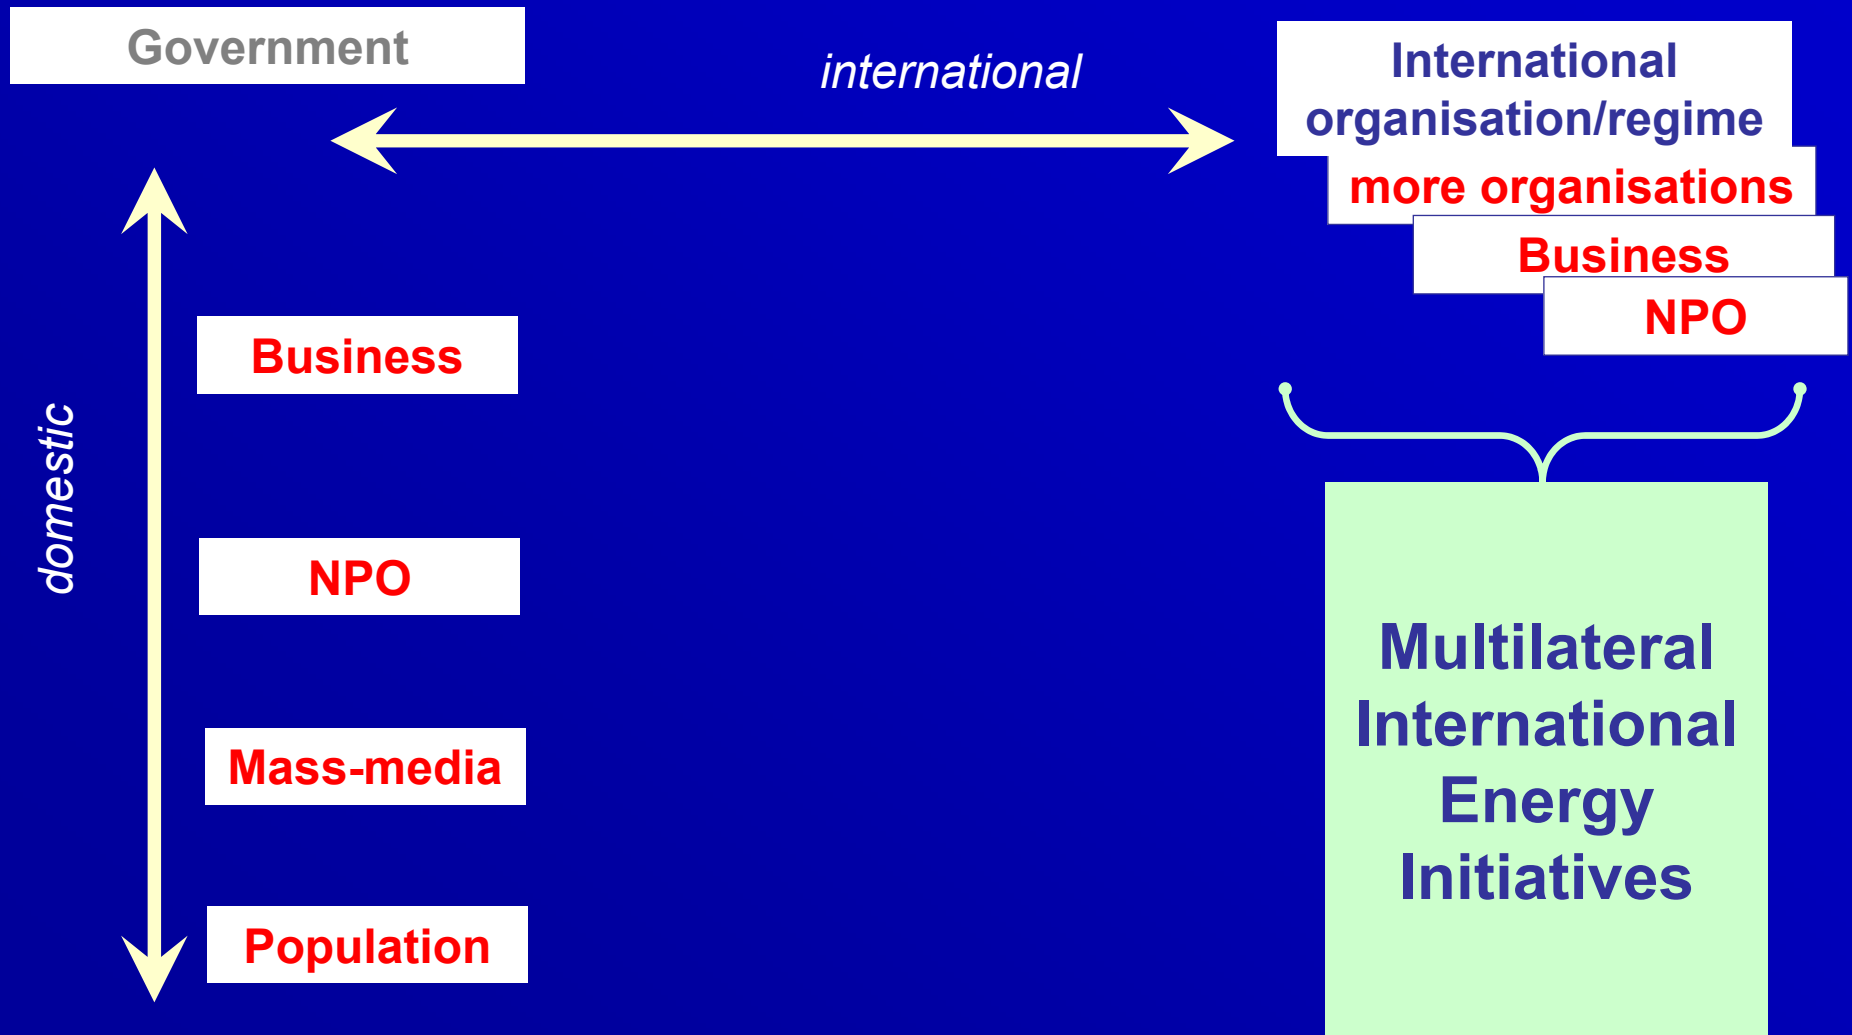 Government
international
International
organisation/regime
more organisations
Business
NPO
domestic
Business
NPO
Mass-media
Population
Multilateral
International
Energy
Initiatives